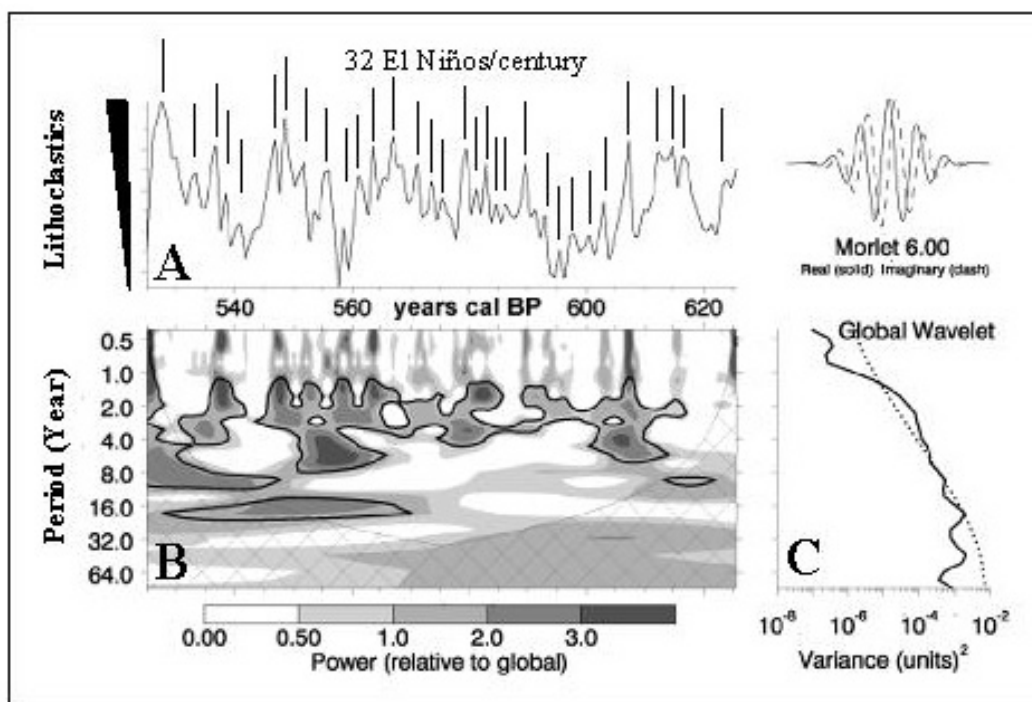 32 El Niños/century
Lithoclastics
A
Morlet 6.00
Real (solid) Imaginary (dash)
540 560 years cal BP 600 620
Period (Year)
0.5
1.0
2.0
4.0
8.0
16.0
32.0
64.0
B
Global Wavelet
C
0.00 0.50 1.0 2.0 3.0
Power (relative to global)
10-8 10-6 10-4 10-2
Variance (units)2